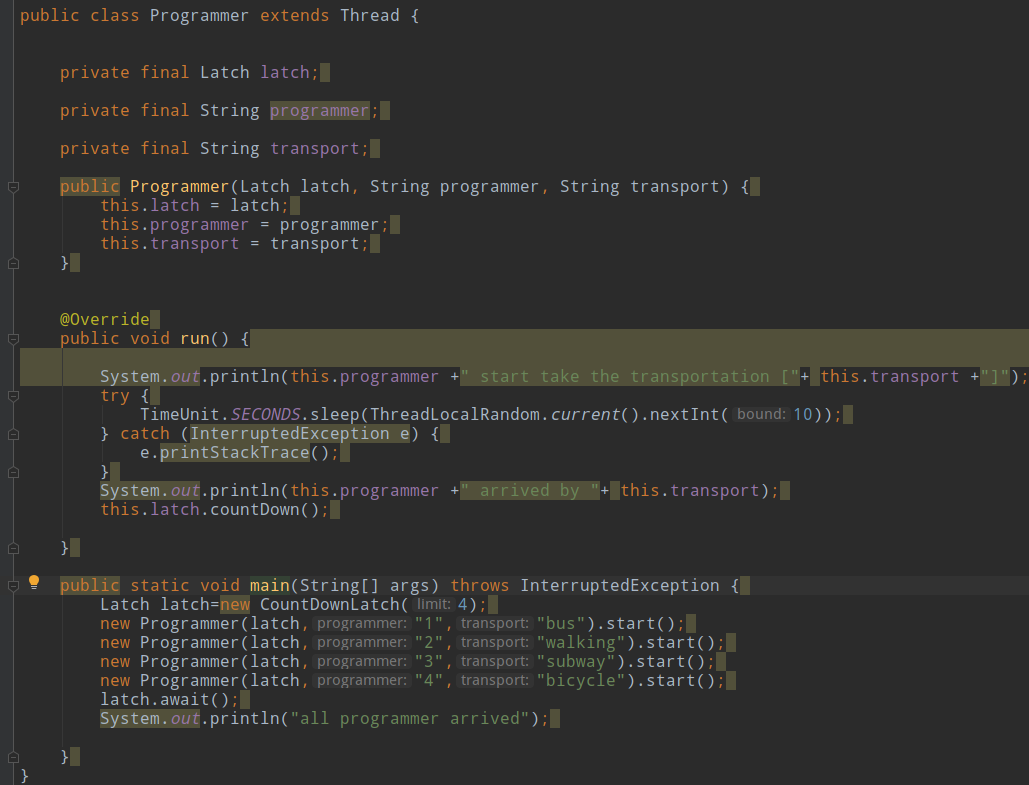 public class Programmer extends Thread {
private final Latch latch;
private final String programmer;
private final String transport;
public Programmer(Latch latch, String programmer, String transport) {
this.latch = latch;
this.programmer = programmer;
this.transport = transport;
}
@Override
public void run() {
System.out.println(this.programmer +" start take the transportation ["+ this.transport +"]");
try {
TimeUnit.SECONDS.sleep(ThreadLocalRandom.current().nextInt( bound: 10));
} catch (InterruptedException e) {
e.printStackTrace();
}
System.out.println(this.programmer +" arrived by "+ this.transport);
this.latch.countDown();
}
public static void main(String[] args) throws InterruptedException {
Latch latch=new CountDownLatch( limit: 4);
new Programmer(latch, programmer: "1", transport: "bus").start();
new Programmer(latch, programmer: "2", transport: "walking").start();
new Programmer(latch, programmer: "3", transport: "subway").start();
new Programmer(latch, programmer: "4", transport: "bicycle").start();
latch.await();
System.out.println("all programmer arrived");
}
}